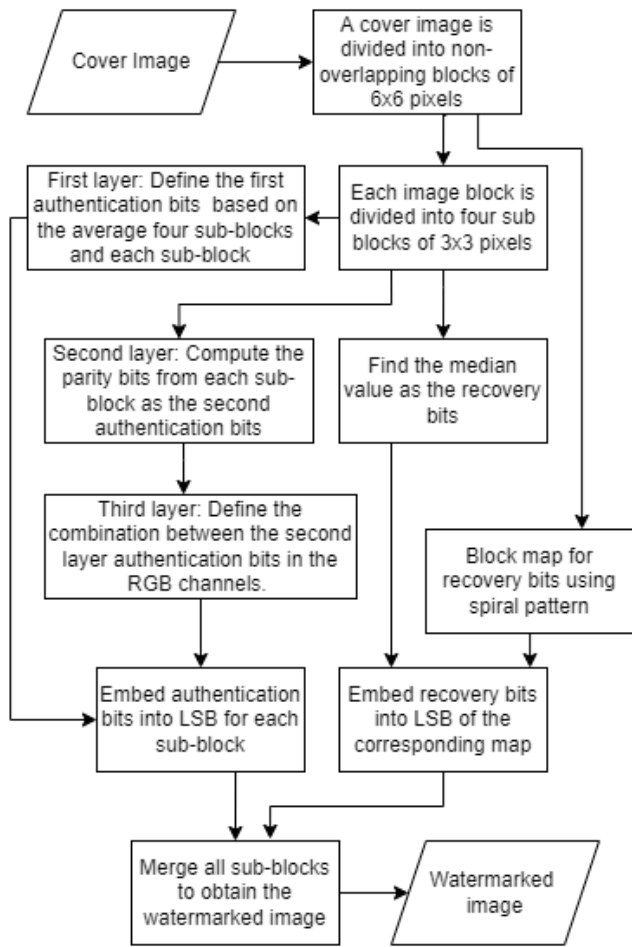 Cover Image
A cover image is
divided into non-
overlapping blocks of
6x6 pixels
First layer: Define the first
authentication bits  based on
the average four sub-blocks
and each sub-block
Each image block is
divided into four sub
blocks of 3x3 pixels
Second layer: Compute the
parity bits from each sub-
block as the second
authentication bits
Find the median
value as the recovery
bits
Third layer: Define the
combination between the second
layer authentication bits in the
RGB channels.
Block map for
recovery bits using
spiral pattern
Embed authentication
bits into LSB for each
sub-block
Embed recovery bits
into LSB of the
corresponding map
Merge all sub-blocks
to obtain the
watermarked image
Watermarked
image